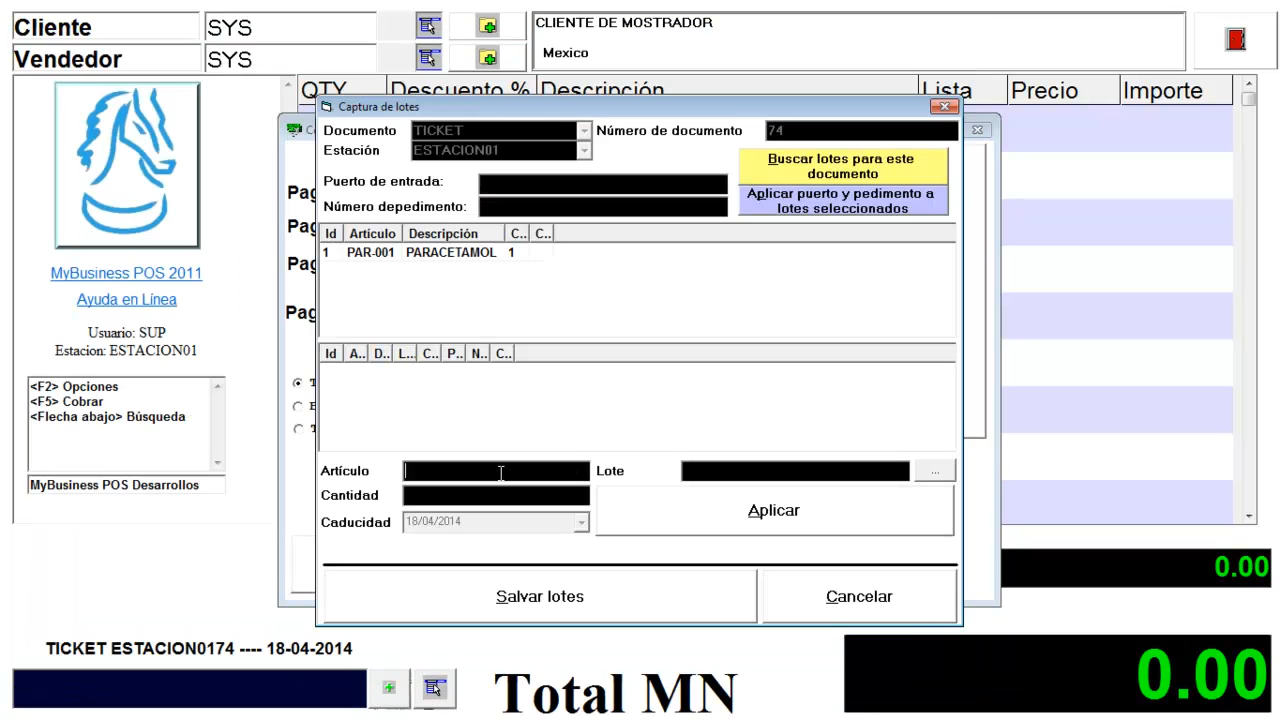 Cliente SYS
CLIENTE DE MOSTRADOR
Vendedor SYS
Mexico
QTY Descuento % Descripción Lista Precio Importe
Captura de lotes
Documento TICKET Número de documento 74
Estación ESTACION01
Buscar lotes para este
documento
Puerto de entrada:
Número depedimento:
Aplicar puerto y pedimento a
lotes seleccionados
Pag
Pag
Pag
Pag
Id Artículo Descripción C.. C..
1 PAR-001 PARACETAMOL 1
MyBusiness POS 2011
Ayuda en Línea
Usuario: SUP
Estacion: ESTACION01
Id A.. D.. L... C.. P.. N.. C..
<F2> Opciones
<F5> Cobrar
<Flecha abajo> Búsqueda
MyBusiness POS Desarrollos
Artículo Lote ...
Cantidad
Caducidad 18/04/2014
Aplicar
0.00
Salvar lotes Cancelar
TICKET ESTACION0174 ---- 18-04-2014
Total MN 0.00